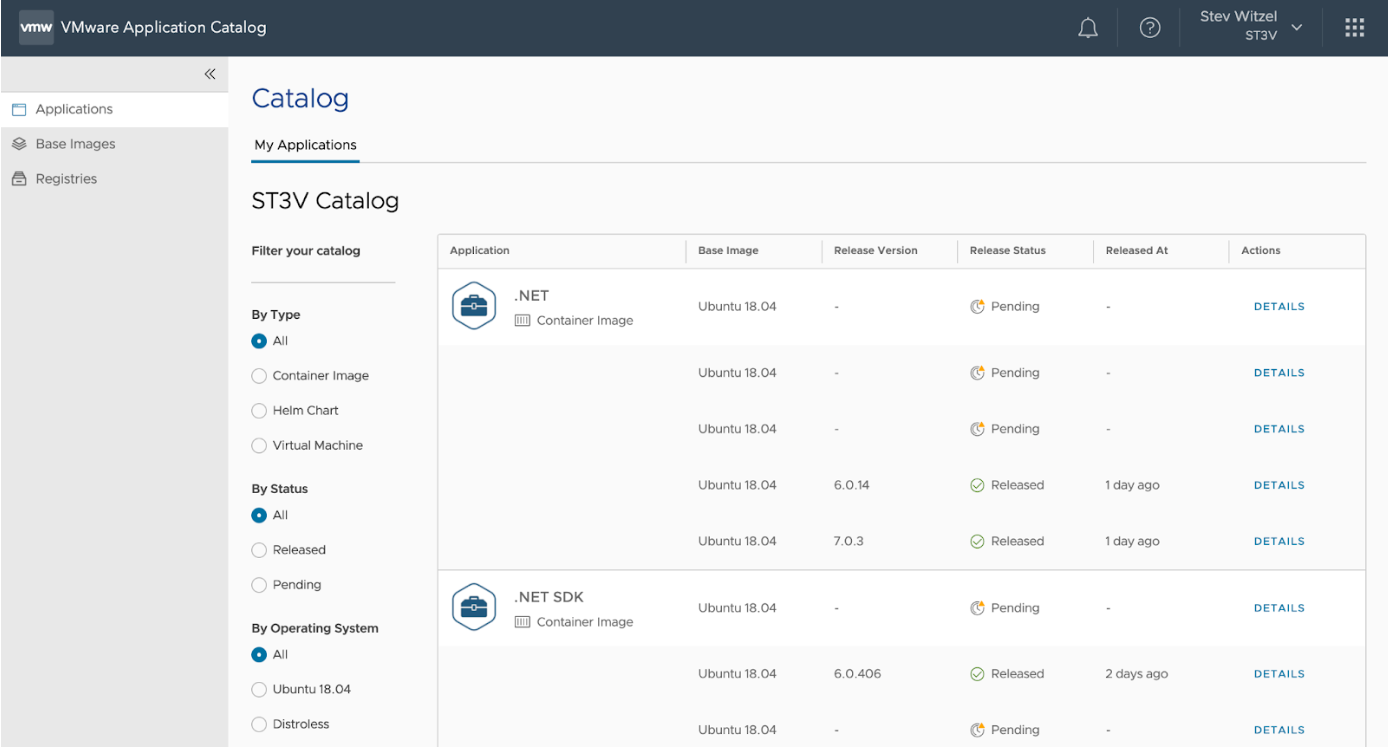 vmw VMware Application Catalog
Stev Witzel
ST3V
Applications
Base Images
Registries
Catalog
My Applications
ST3V Catalog
Filter your catalog
By Type
All
Container Image
Helm Chart
Virtual Machine
By Status
All
Released
Pending
By Operating System
All
Ubuntu 18.04
Distroless
Application Base Image Release Version Release Status Released At Actions
.NET
Container Image
Ubuntu 18.04 - Pending - DETAILS
Ubuntu 18.04 - Pending - DETAILS
Ubuntu 18.04 - Pending - DETAILS
Ubuntu 18.04 6.0.14 Released 1 day ago DETAILS
Ubuntu 18.04 7.0.3 Released 1 day ago DETAILS
.NET SDK
Container Image
Ubuntu 18.04 - Pending - DETAILS
Ubuntu 18.04 6.0.406 Released 2 days ago DETAILS
Ubuntu 18.04 - Pending - DETAILS